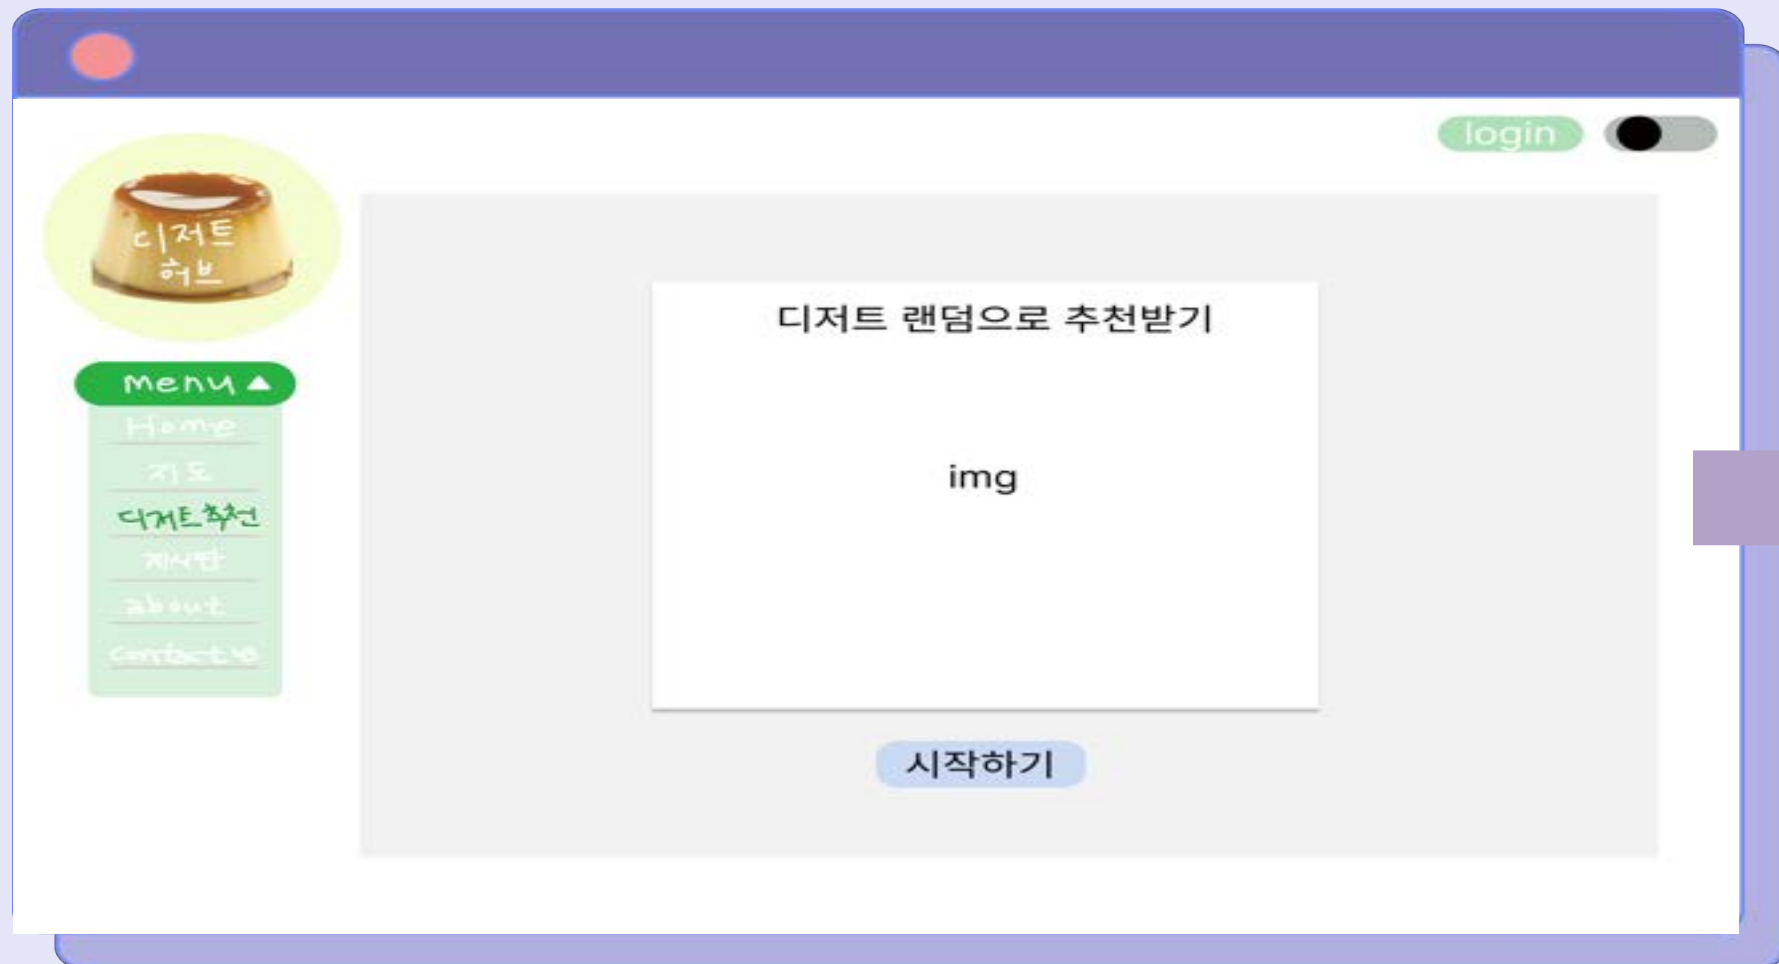 login
디저트
허브
디저트 랜덤으로 추천받기
menu ▲
Home
지도
디저트추천
게시판
img
about
Contact us
시작하기